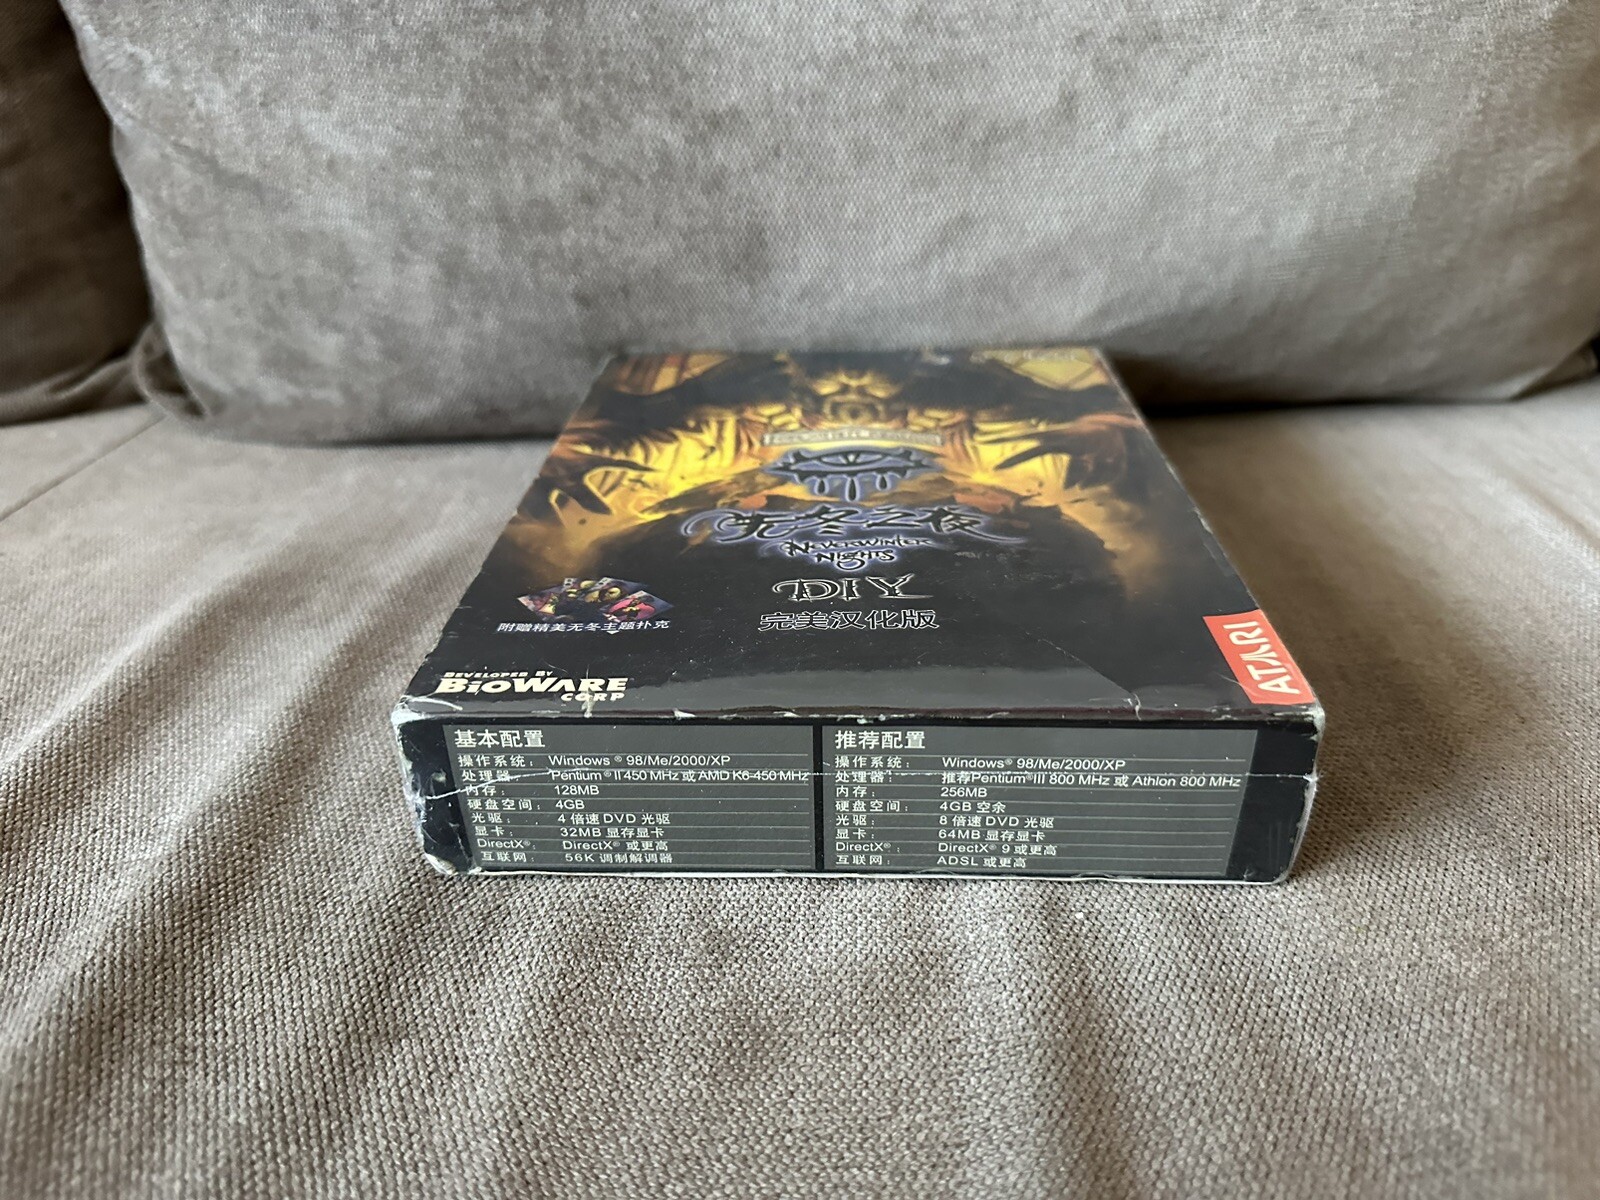 无冬之夜
NEVERWINTER
NIGHTS
DIY
完美汉化版
附赠精美无冬主题扑克
DEVELOPED BY
BIOWARE
CORP
ATARI
基本配置
操作系统： Windows® 98/Me/2000/XP
处理器： Pentium® II 450 MHz 或 AMD K6-450 MHz
内存： 128MB
硬盘空间： 4GB
光驱： 4 倍速 DVD 光驱
显卡： 32MB 显存显卡
DirectX®： DirectX® 或更高
互联网： 56K 调制解调器
推荐配置
操作系统： Windows® 98/Me/2000/XP
处理器： 推荐Pentium® III 800 MHz 或 Athlon 800 MHz
内存： 256MB
硬盘空间： 4GB 空余
光驱： 8 倍速 DVD 光驱
显卡： 64MB 显存显卡
DirectX®： DirectX® 9 或更高
互联网： ADSL 或更高